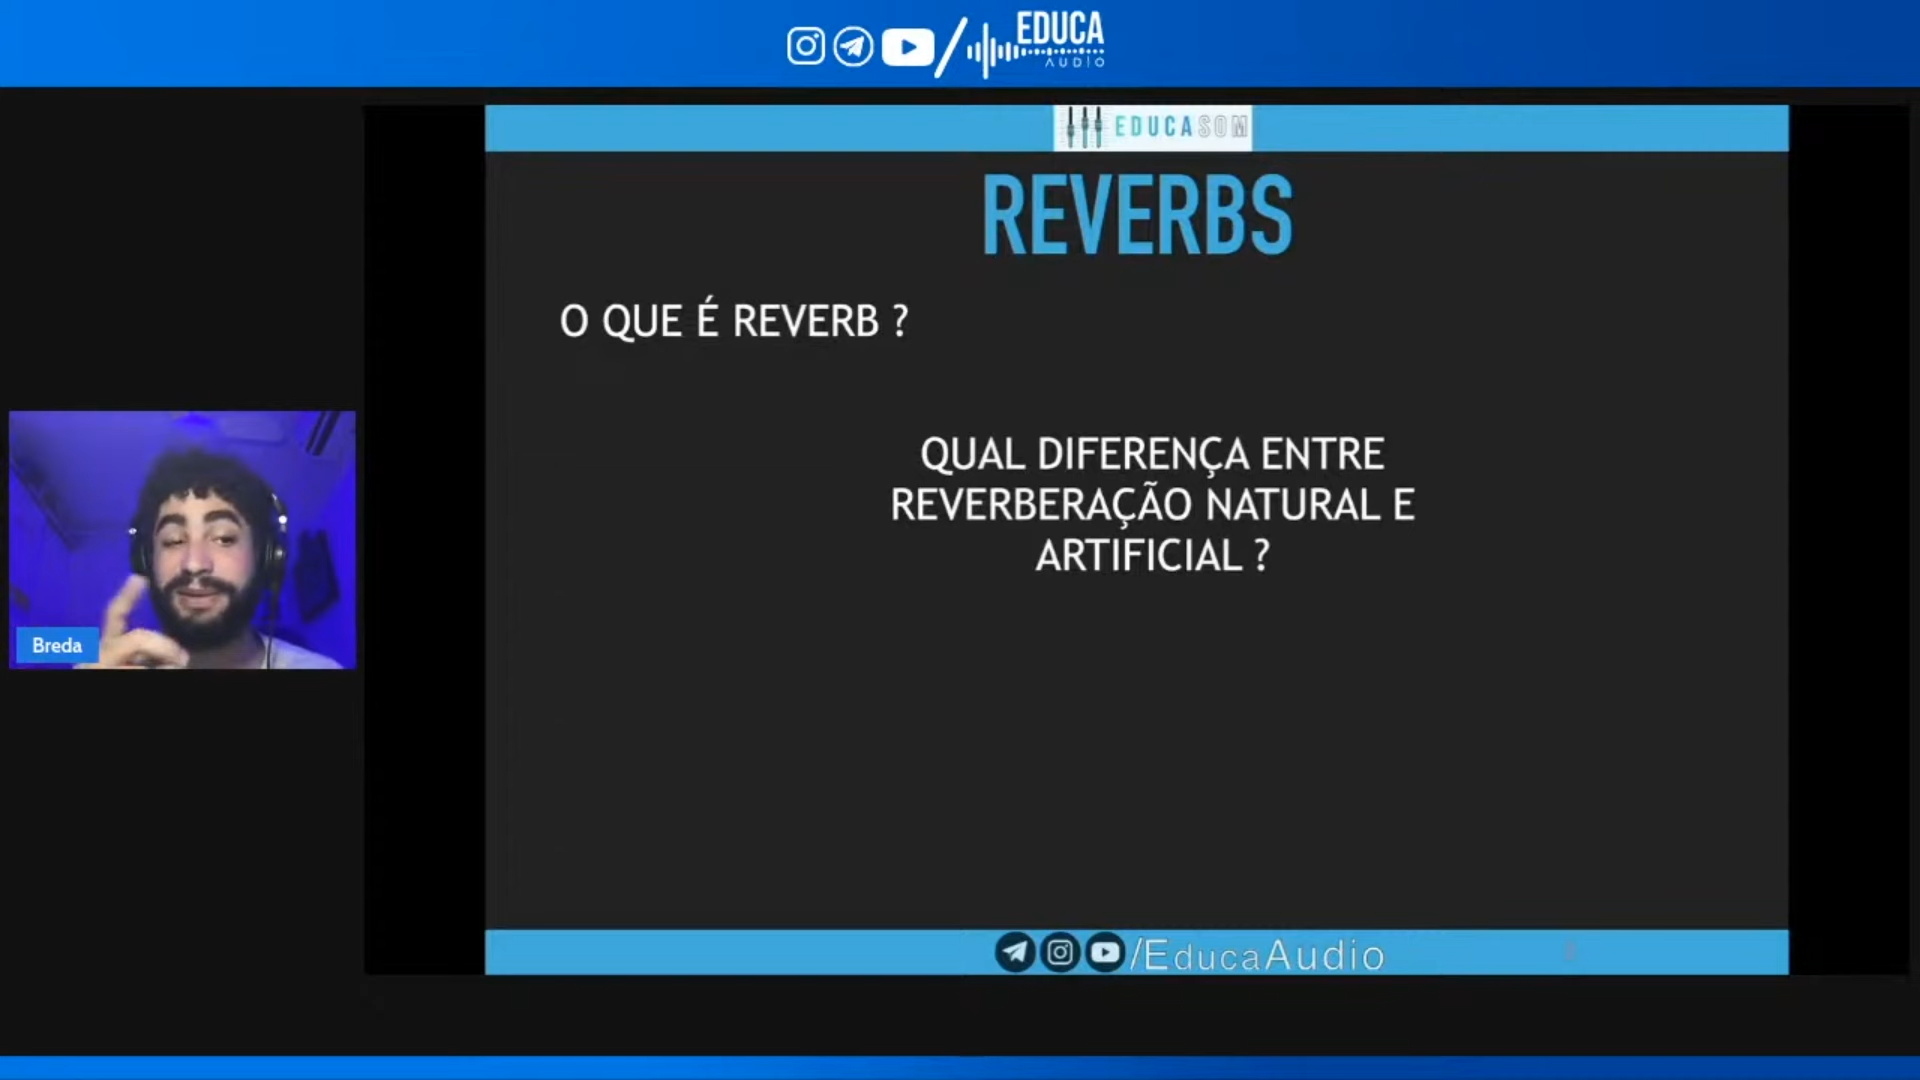 EDUCA
AUDIO
EDUCASOM
REVERBS
O QUE É REVERB ?
QUAL DIFERENÇA ENTRE
REVERBERAÇÃO NATURAL E
ARTIFICIAL ?
Breda
/EducaAudio